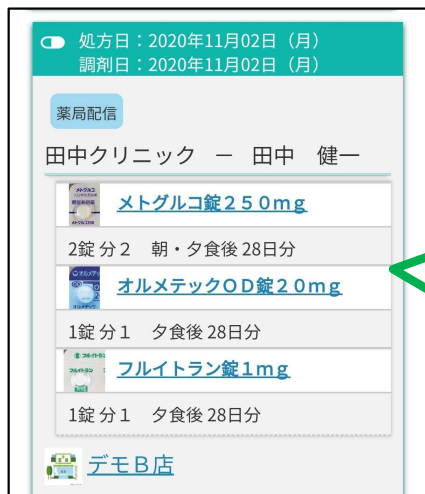 処方日：2020年11月02日（月）
調剤日：2020年11月02日（月）
薬局配信
田中クリニック － 田中 健一
メトグルコ錠２５０ｍｇ
2錠 分２ 朝・夕食後 28日分
オルメテックＯＤ錠２０ｍｇ
1錠 分１ 夕食後 28日分
フルイトラン錠１ｍｇ
1錠 分１ 夕食後 28日分
デモＢ店